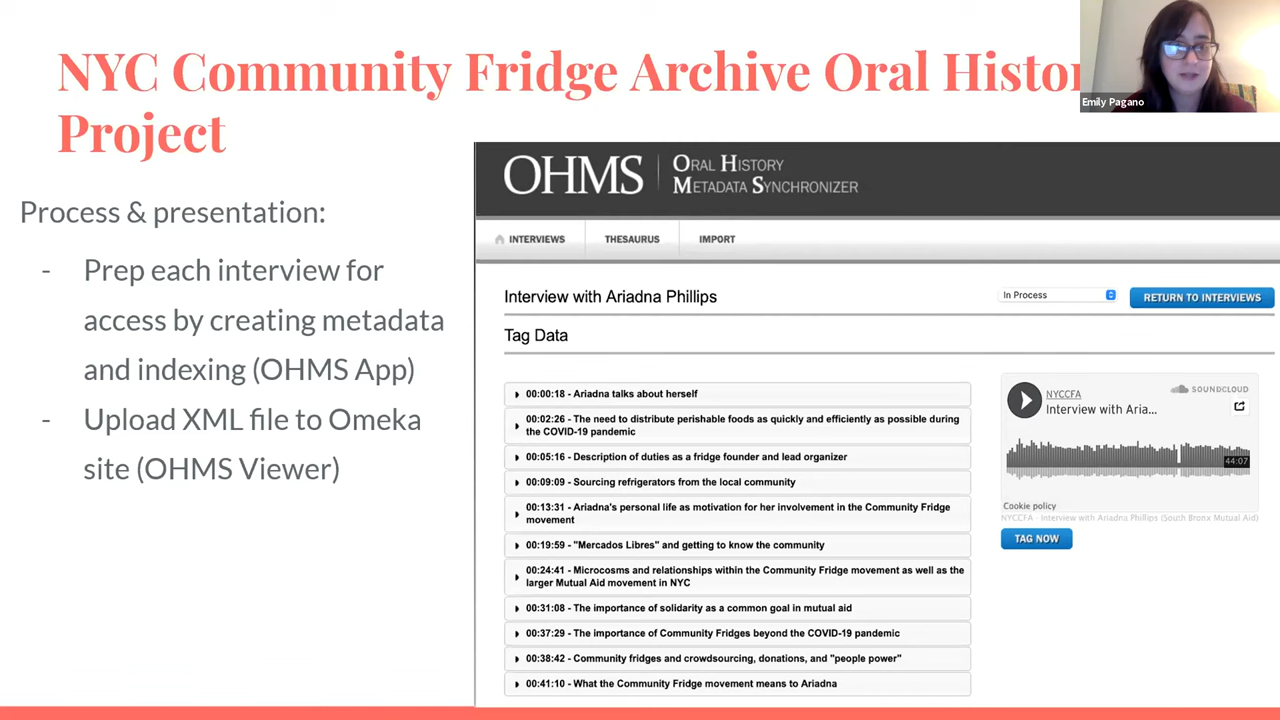 NYC Community Fridge Archive Oral Histo
Project
Emily Pagano
Process & presentation:
- Prep each interview for
access by creating metadata
and indexing (OHMS App)
- Upload XML file to Omeka
site (OHMS Viewer)
OHMS
ORAL HISTORY
METADATA SYNCHRONIZER
INTERVIEWS THESAURUS IMPORT
Interview with Ariadna Phillips
In Process
RETURN TO INTERVIEWS
Tag Data
00:00:18 - Ariadna talks about herself
00:02:26 - The need to distribute perishable foods as quickly and efficiently as possible during
the COVID-19 pandemic
00:05:16 - Description of duties as a fridge founder and lead organizer
00:09:09 - Sourcing refrigerators from the local community
00:13:31 - Ariadna's personal life as motivation for her involvement in the Community Fridge
movement
00:19:59 - "Mercados Libres" and getting to know the community
00:24:41 - Microcosms and relationships within the Community Fridge movement as well as the
larger Mutual Aid movement in NYC
00:31:08 - The importance of solidarity as a common goal in mutual aid
00:37:29 - The importance of Community Fridges beyond the COVID-19 pandemic
00:38:42 - Community fridges and crowdsourcing, donations, and "people power"
00:41:10 - What the Community Fridge movement means to Ariadna
NYCCFA
SOUNDCLOUD
Interview with Aria...
44:07
Cookie policy
NYCCFA · Interview with Ariadna Phillips (South Bronx Mutual Aid)
TAG NOW